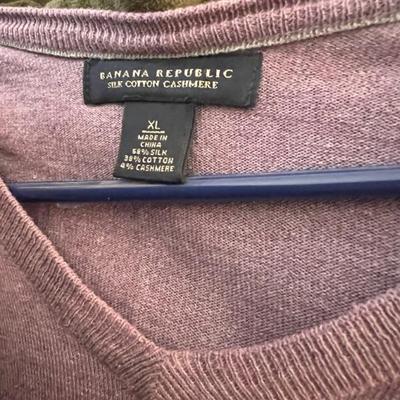 BANANA REPUBLIC
SILK COTTON CASHMERE
XL
MADE IN
CHINA
58% SILK
38% COTTON
4% CASHMERE